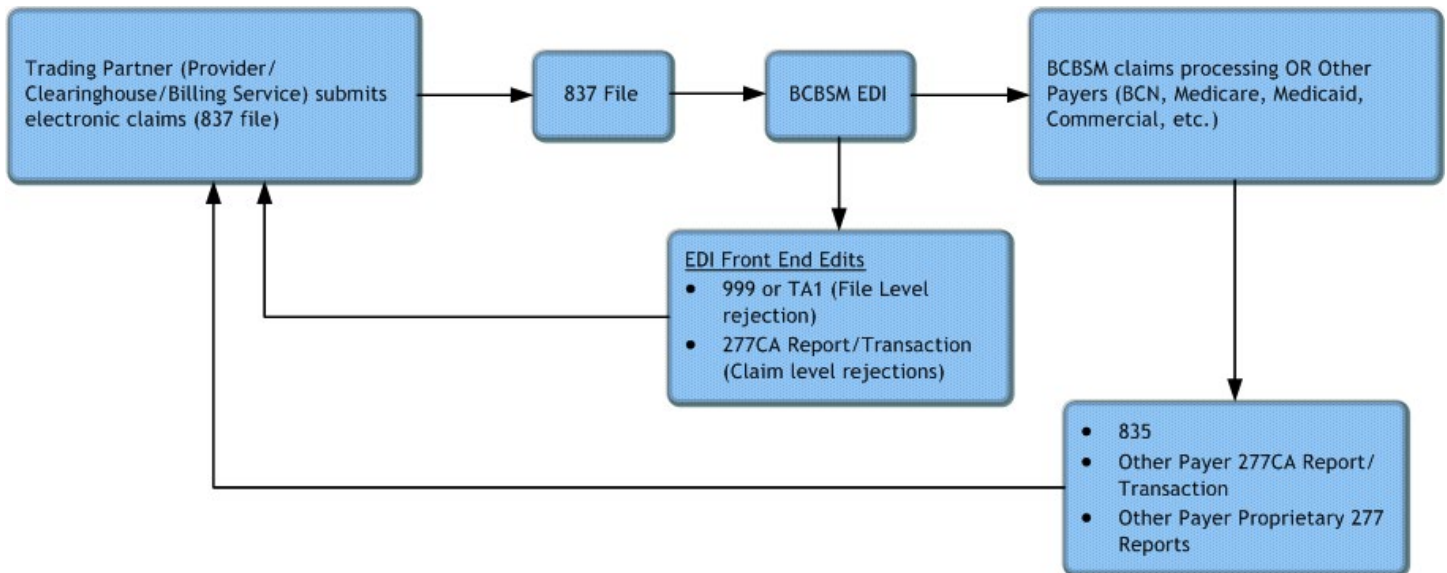 Trading Partner (Provider/
Clearinghouse/Billing Service) submits
electronic claims (837 file)
837 File
BCBSM EDI
BCBSM claims processing OR Other
Payers (BCN, Medicare, Medicaid,
Commercial, etc.)
EDI Front End Edits
• 999 or TA1 (File Level
rejection)
• 277CA Report/Transaction
(Claim level rejections)
• 835
• Other Payer 277CA Report/
Transaction
• Other Payer Proprietary 277
Reports